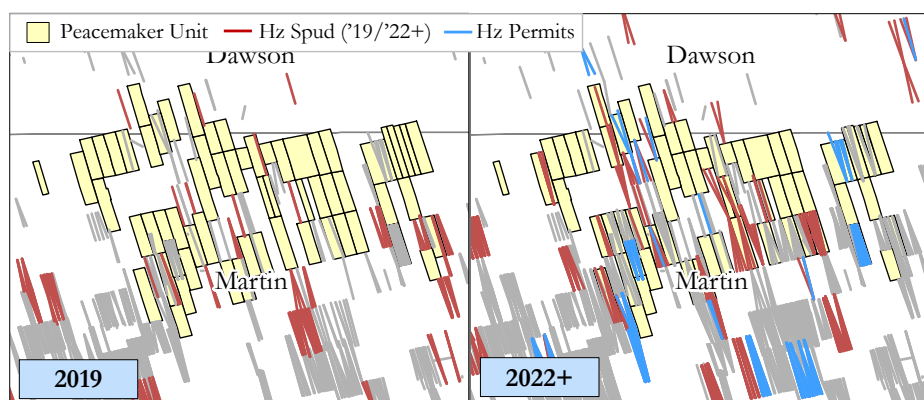 Peacemaker Unit Hz Spud (’19/’22+) Hz Permits
Dawson
Dawson
Martin
Martin
2019
2022+